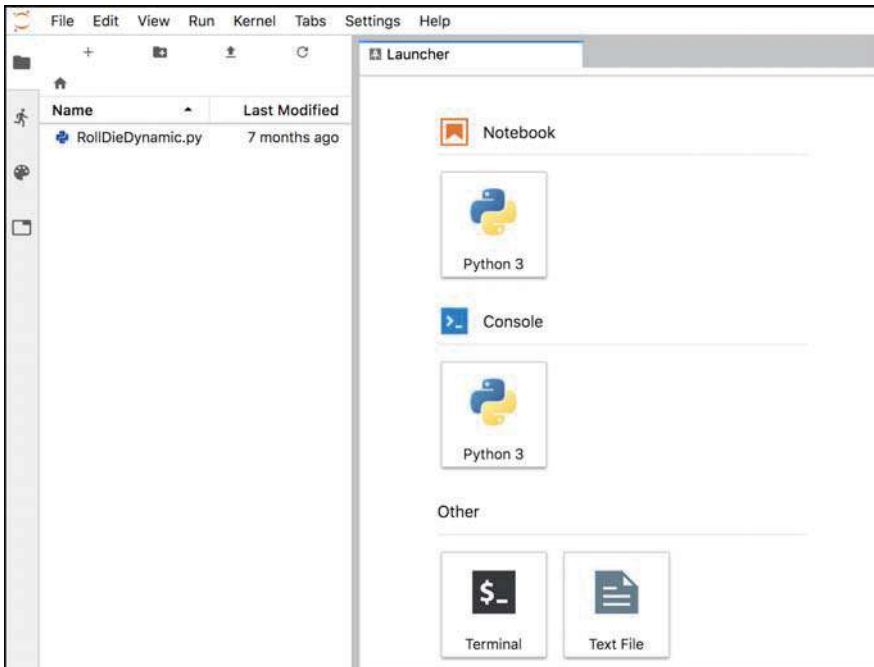 File Edit View Run Kernel Tabs Settings Help
Launcher
Name Last Modified
RollDieDynamic.py 7 months ago
Notebook
Python 3
>_ Console
Python 3
Other
$_
Terminal Text File